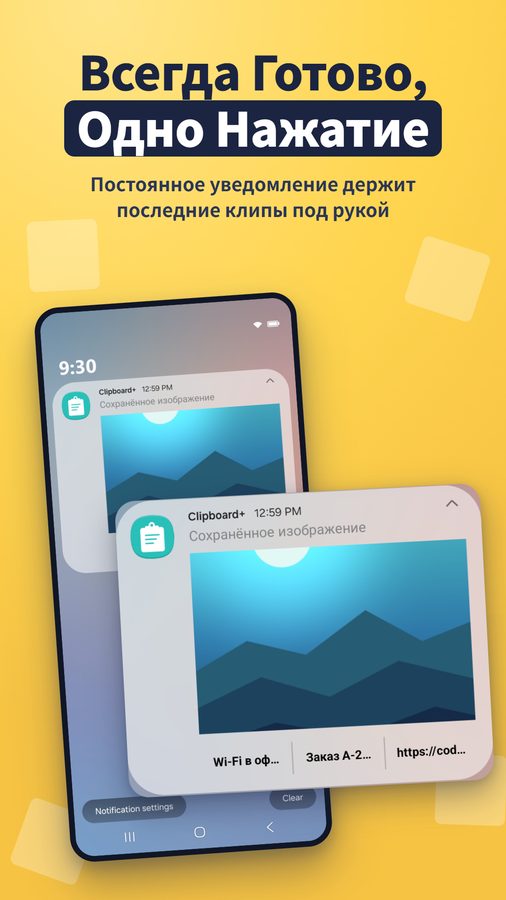 Всегда Готово,
Одно Нажатие
Постоянное уведомление держит
последние клипы под рукой
9:30
Clipboard+ 12:59 PM
Сохранённое изображение
Clipboard+ 12:59 PM
Сохранённое изображение
Wi-Fi в оф...
Заказ А-2...
https://cod...
Notification settings
Clear